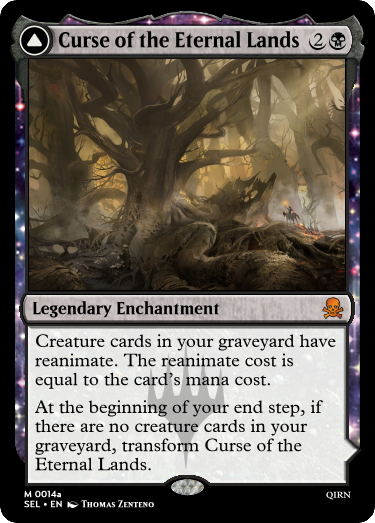 Curse of the Eternal Lands 2
Legendary Enchantment
Creature cards in your graveyard have
reanimate. The reanimate cost is
equal to the card's mana cost.
At the beginning of your end step, if
there are no creature cards in your
graveyard, transform Curse of the
Eternal Lands.
M 0014a
SEL • EN Thomas Zenteno
QIRN